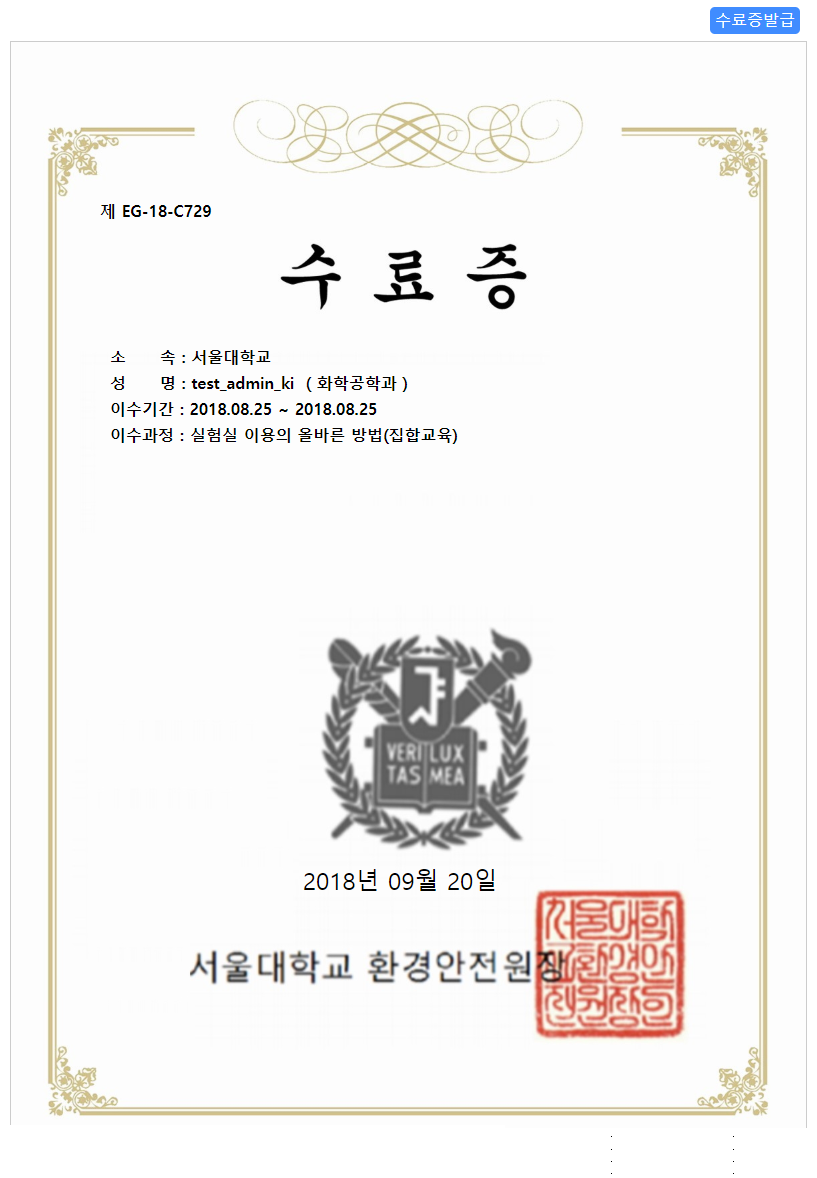 수료증발급
제 EG-18-C729
수 료 증
소 속 : 서울대학교
성 명 : test_admin_ki ( 화학공학과 )
이수기간 : 2018.08.25 ~ 2018.08.25
이수과정 : 실험실 이용의 올바른 방법(집합교육)
VERI LUX
TAS MEA
2018년 09월 20일
서울대학교 환경안전원장